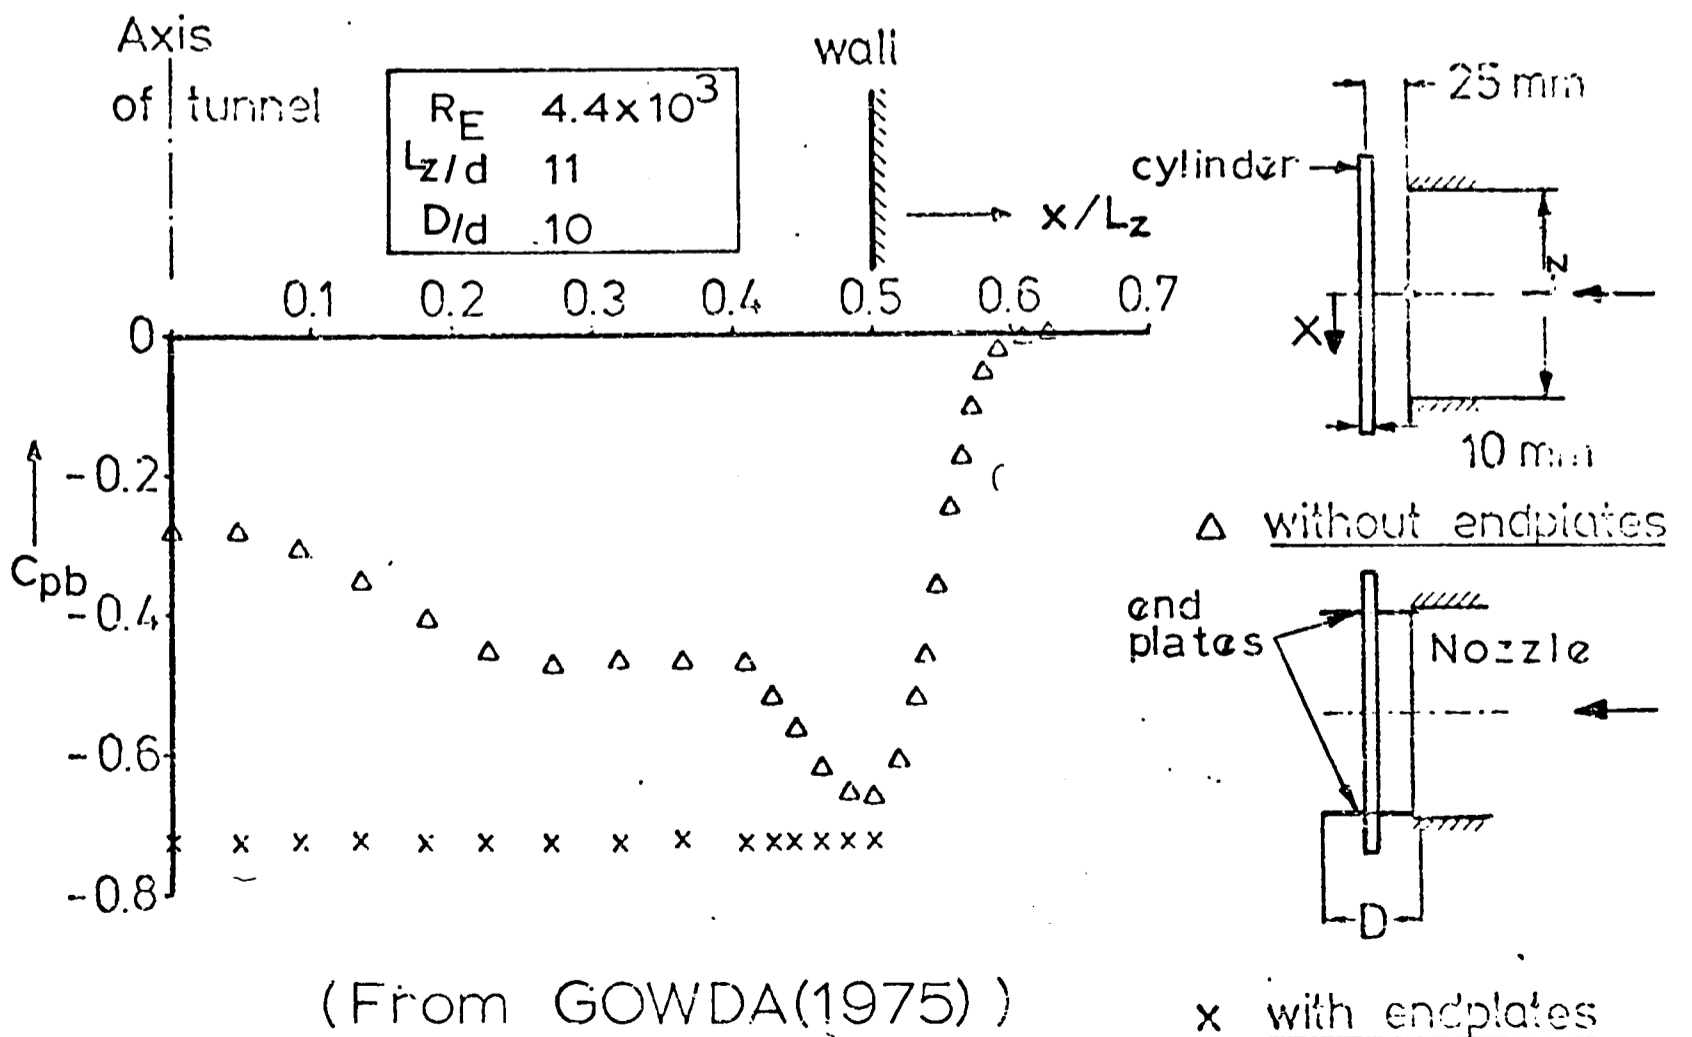 Axis
of tunnel
R_E 4.4x10^3
L_z/d 11
D/d .10
wall
x/L_z
0.1 0.2 0.3 0.4 0.5 0.6 0.7
0
-0.2
-0.4
-0.6
-0.8
C_pb
25 mm
cylinder
X
10 mm
Δ without endplates
end
plates
Nozzle
D
x with endplates
(From GOWDA(1975))